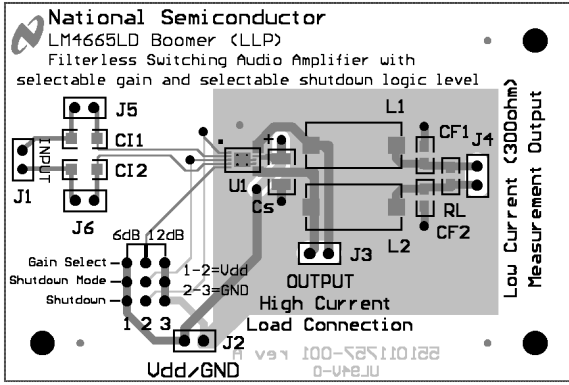 National Semiconductor
LM4665LD Boomer (LLP)
Filterless Switching Audio Amplifier with
selectable gain and selectable shutdown logic level
J5
CI1
INPUT
J1
CI2
J6
U1
+
Cs
L1
CF1
J4
RL
CF2
L2
J3
OUTPUT
High Current
Load Connection
Low Current (300ohm)
Measurement Output
6dB 12dB
Gain Select
Shutdown Mode
Shutdown
1-2=Vdd
2-3=GND
1 2 3
J2
Vdd/GND
551011757-001 rev A
UL94V-0